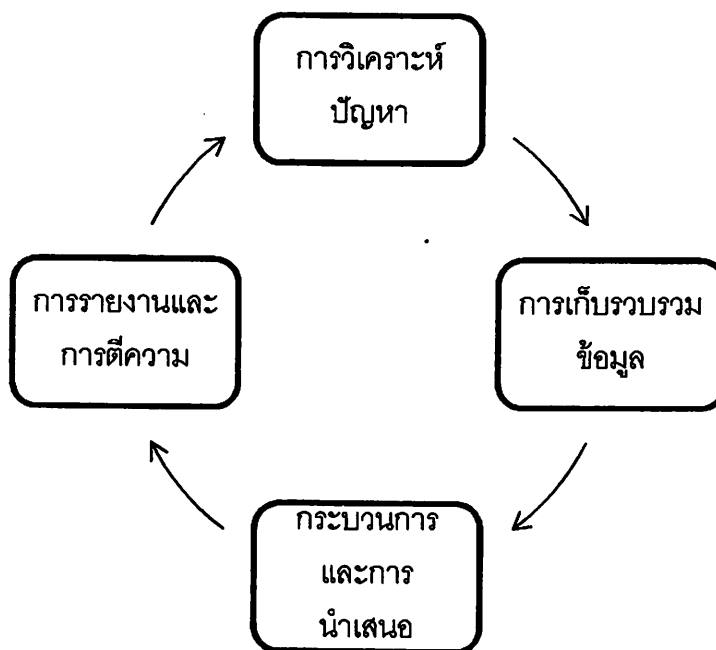 การวิเคราะห์
ปัญหา
การเก็บรวบรวม
ข้อมูล
กระบวนการ
และการ
นำเสนอ
การรายงานและ
การตีความ